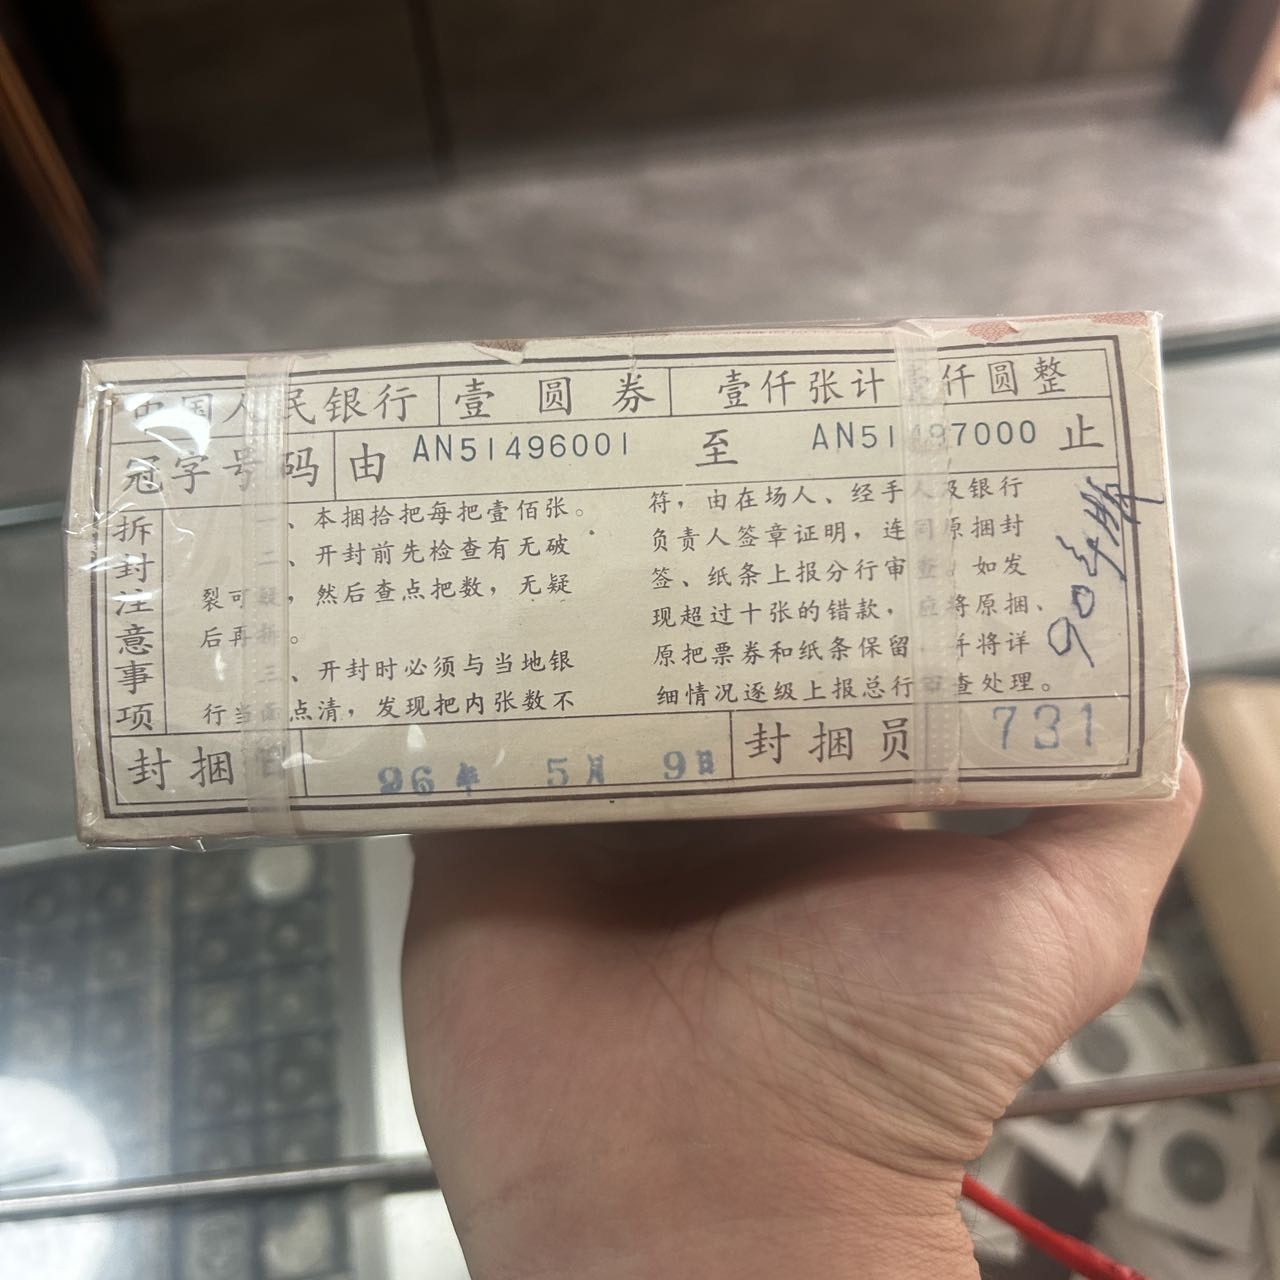 中国人民银行 壹圆券 壹仟张计壹仟圆整
冠字号码 由 AN51496001 至 AN51497000 止
拆封注意事项
一、本捆拾把每把壹佰张。
二、开封前先检查有无破
裂可疑，然后查点把数，无疑
后再拆。
三、开封时必须与当地银
行当面点清，发现把内张数不
符，由在场人、经手人及银行
负责人签章证明，连同原捆封
签、纸条上报分行审查。如发
现超过十张的错款，应将原捆、
原把票券和纸条保留，并将详
细情况逐级上报总行审查处理。
封捆日 96年 5月 9日 封捆员 731
90年版